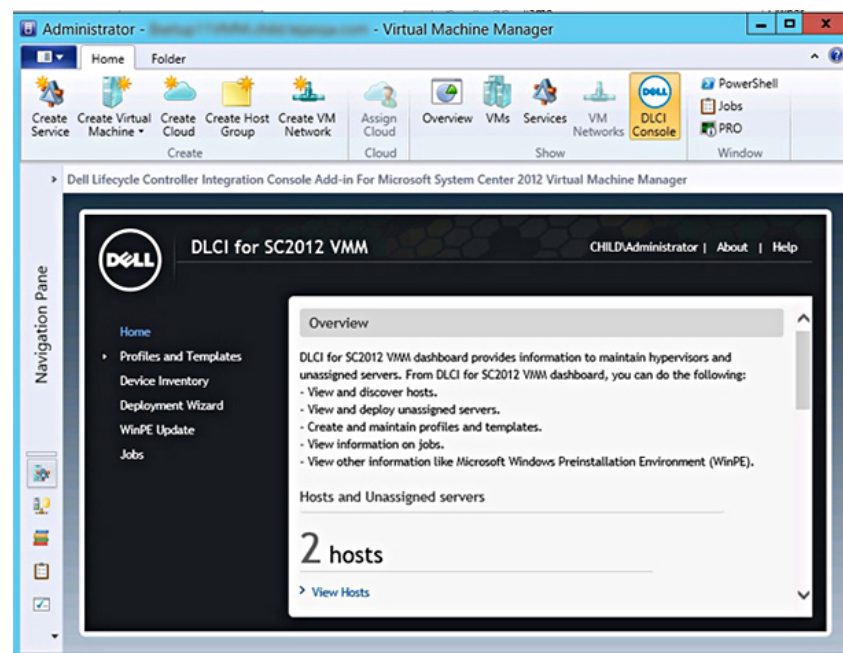 Administrator - - Virtual Machine Manager
Home Folder
Create Service
Create Virtual Machine
Create Cloud
Create Host Group
Create VM Network
Assign Cloud
Overview
VMs
Services
VM Networks
DELL
DLCI Console
PowerShell
Jobs
PRO
Create Cloud Show Window
Dell Lifecycle Controller Integration Console Add-in For Microsoft System Center 2012 Virtual Machine Manager
Navigation Pane
DELL
DLCI for SC2012 VMM
CHILD\Administrator | About | Help
Home
Profiles and Templates
Device Inventory
Deployment Wizard
WinPE Update
Jobs
Overview
DLCI for SC2012 VMM dashboard provides information to maintain hypervisors and
unassigned servers. From DLCI for SC2012 VMM dashboard, you can do the following:
- View and discover hosts.
- View and deploy unassigned servers.
- Create and maintain profiles and templates.
- View information on jobs.
- View other information like Microsoft Windows Preinstallation Environment (WinPE).
Hosts and Unassigned servers
2 hosts
View Hosts